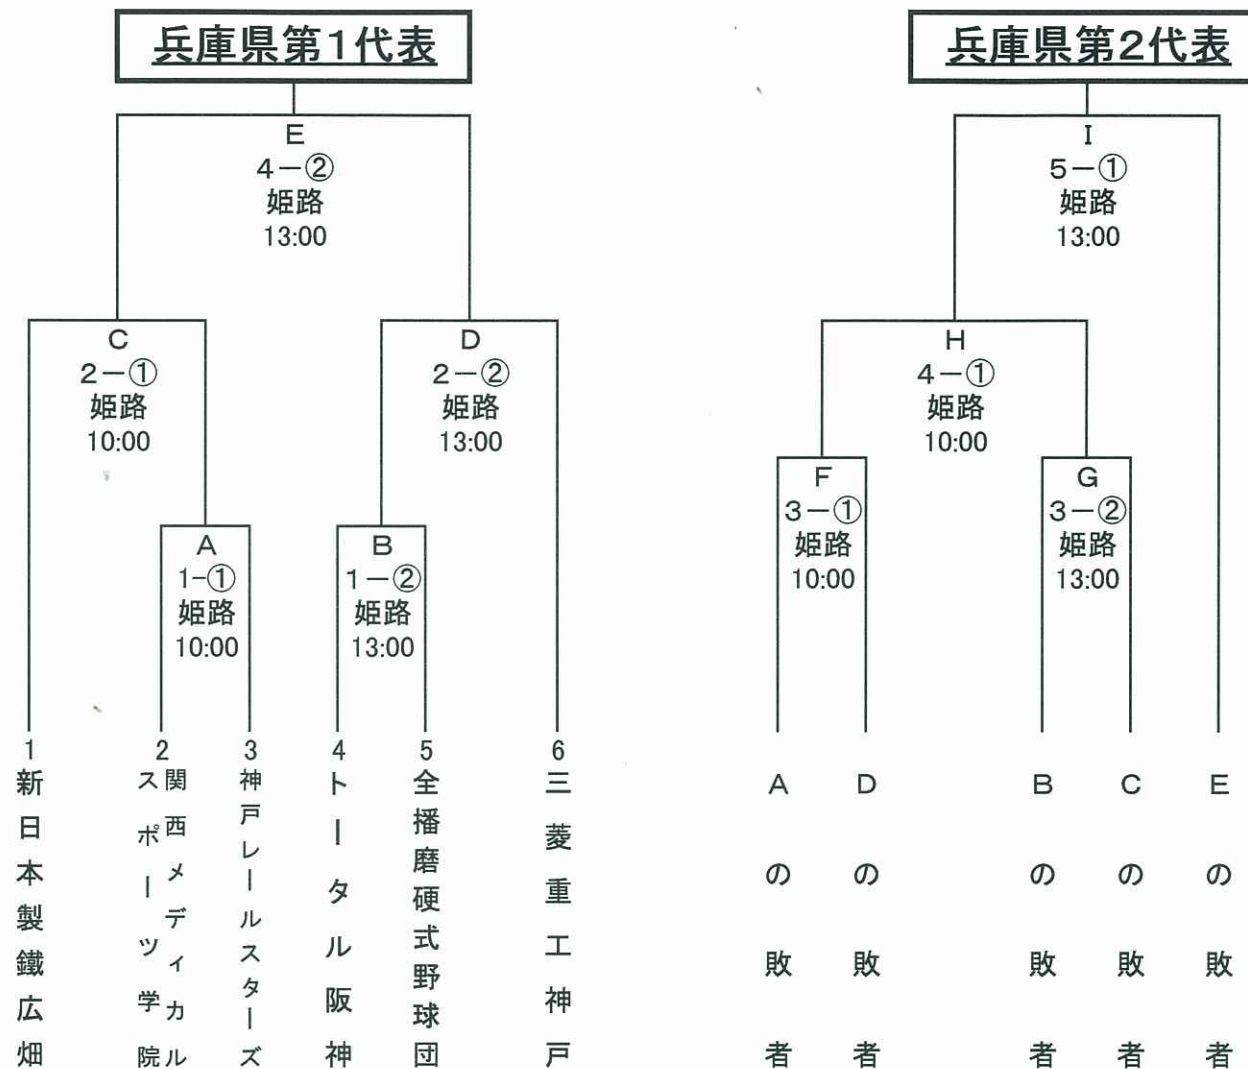 兵庫県第1代表
E
4－②
姫路
13:00
C
2－①
姫路
10:00
D
2－②
姫路
13:00
A
1-①
姫路
10:00
B
1－②
姫路
13:00
1
新日本製鐵広畑
2
関西メディカル
スポーツ学院
3
神戸レールスターズ
4
トータル阪神
5
全播磨硬式野球団
6
三菱重工神戸
兵庫県第2代表
I
5－①
姫路
13:00
H
4－①
姫路
10:00
F
3－①
姫路
10:00
G
3－②
姫路
13:00
Aの敗者
Dの敗者
Bの敗者
Cの敗者
Eの敗者